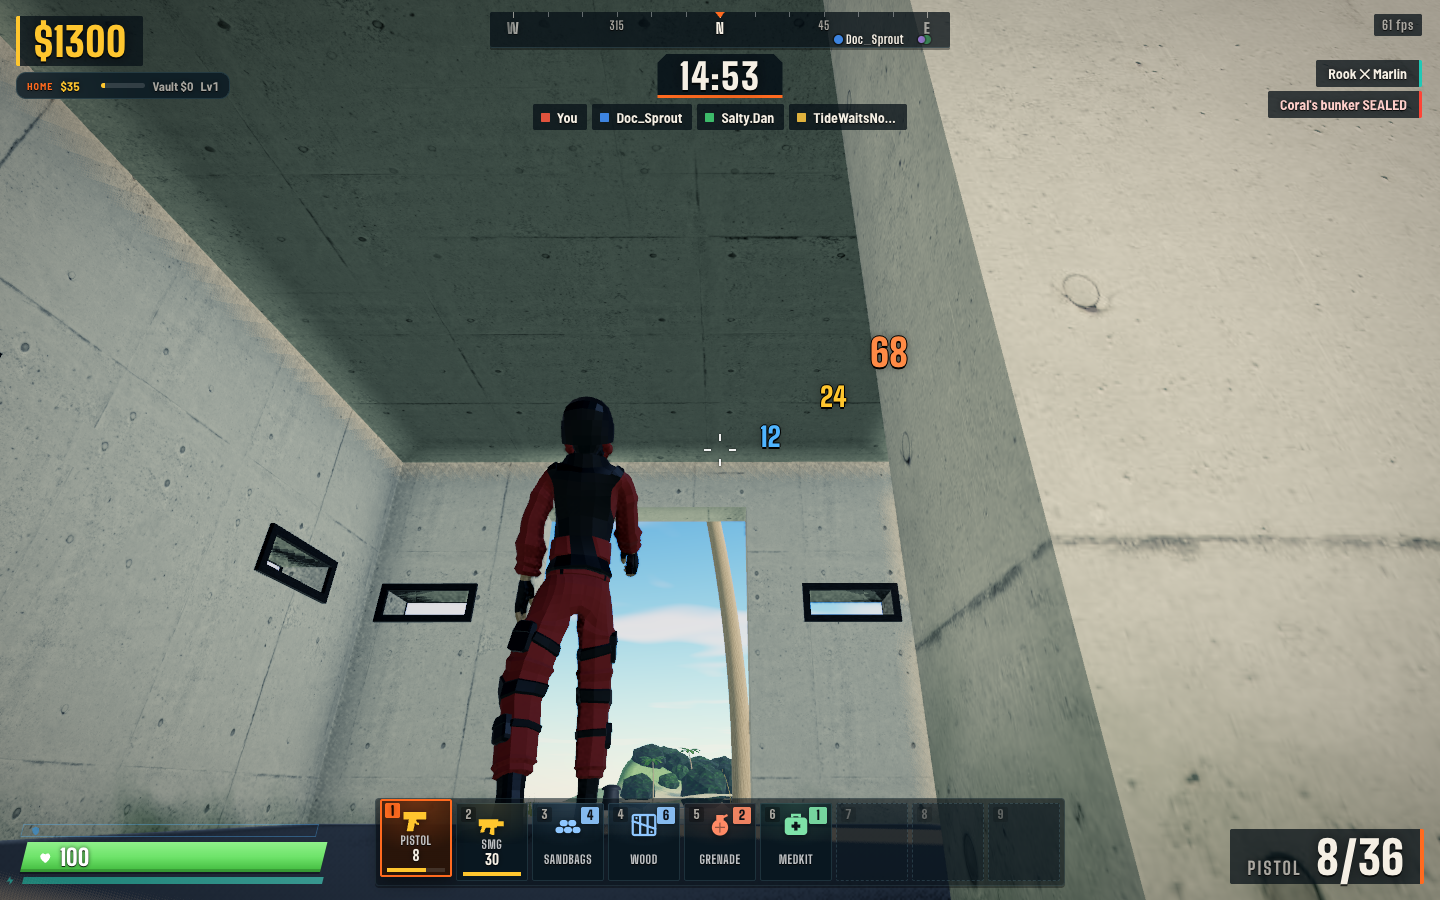 $1300
HOME $35 Vault $0 Lv1
W 315 N 45 E
Doc_Sprout
14:53
You Doc_Sprout Salty.Dan TideWaitsNo...
61 fps
Rook Marlin
Coral's bunker SEALED
68
24
12
100
1 PISTOL 8
2 SMG 30
3 4 SANDBAGS
4 6 WOOD
5 2 GRENADE
6 1 MEDKIT
7
8
9
PISTOL 8/36